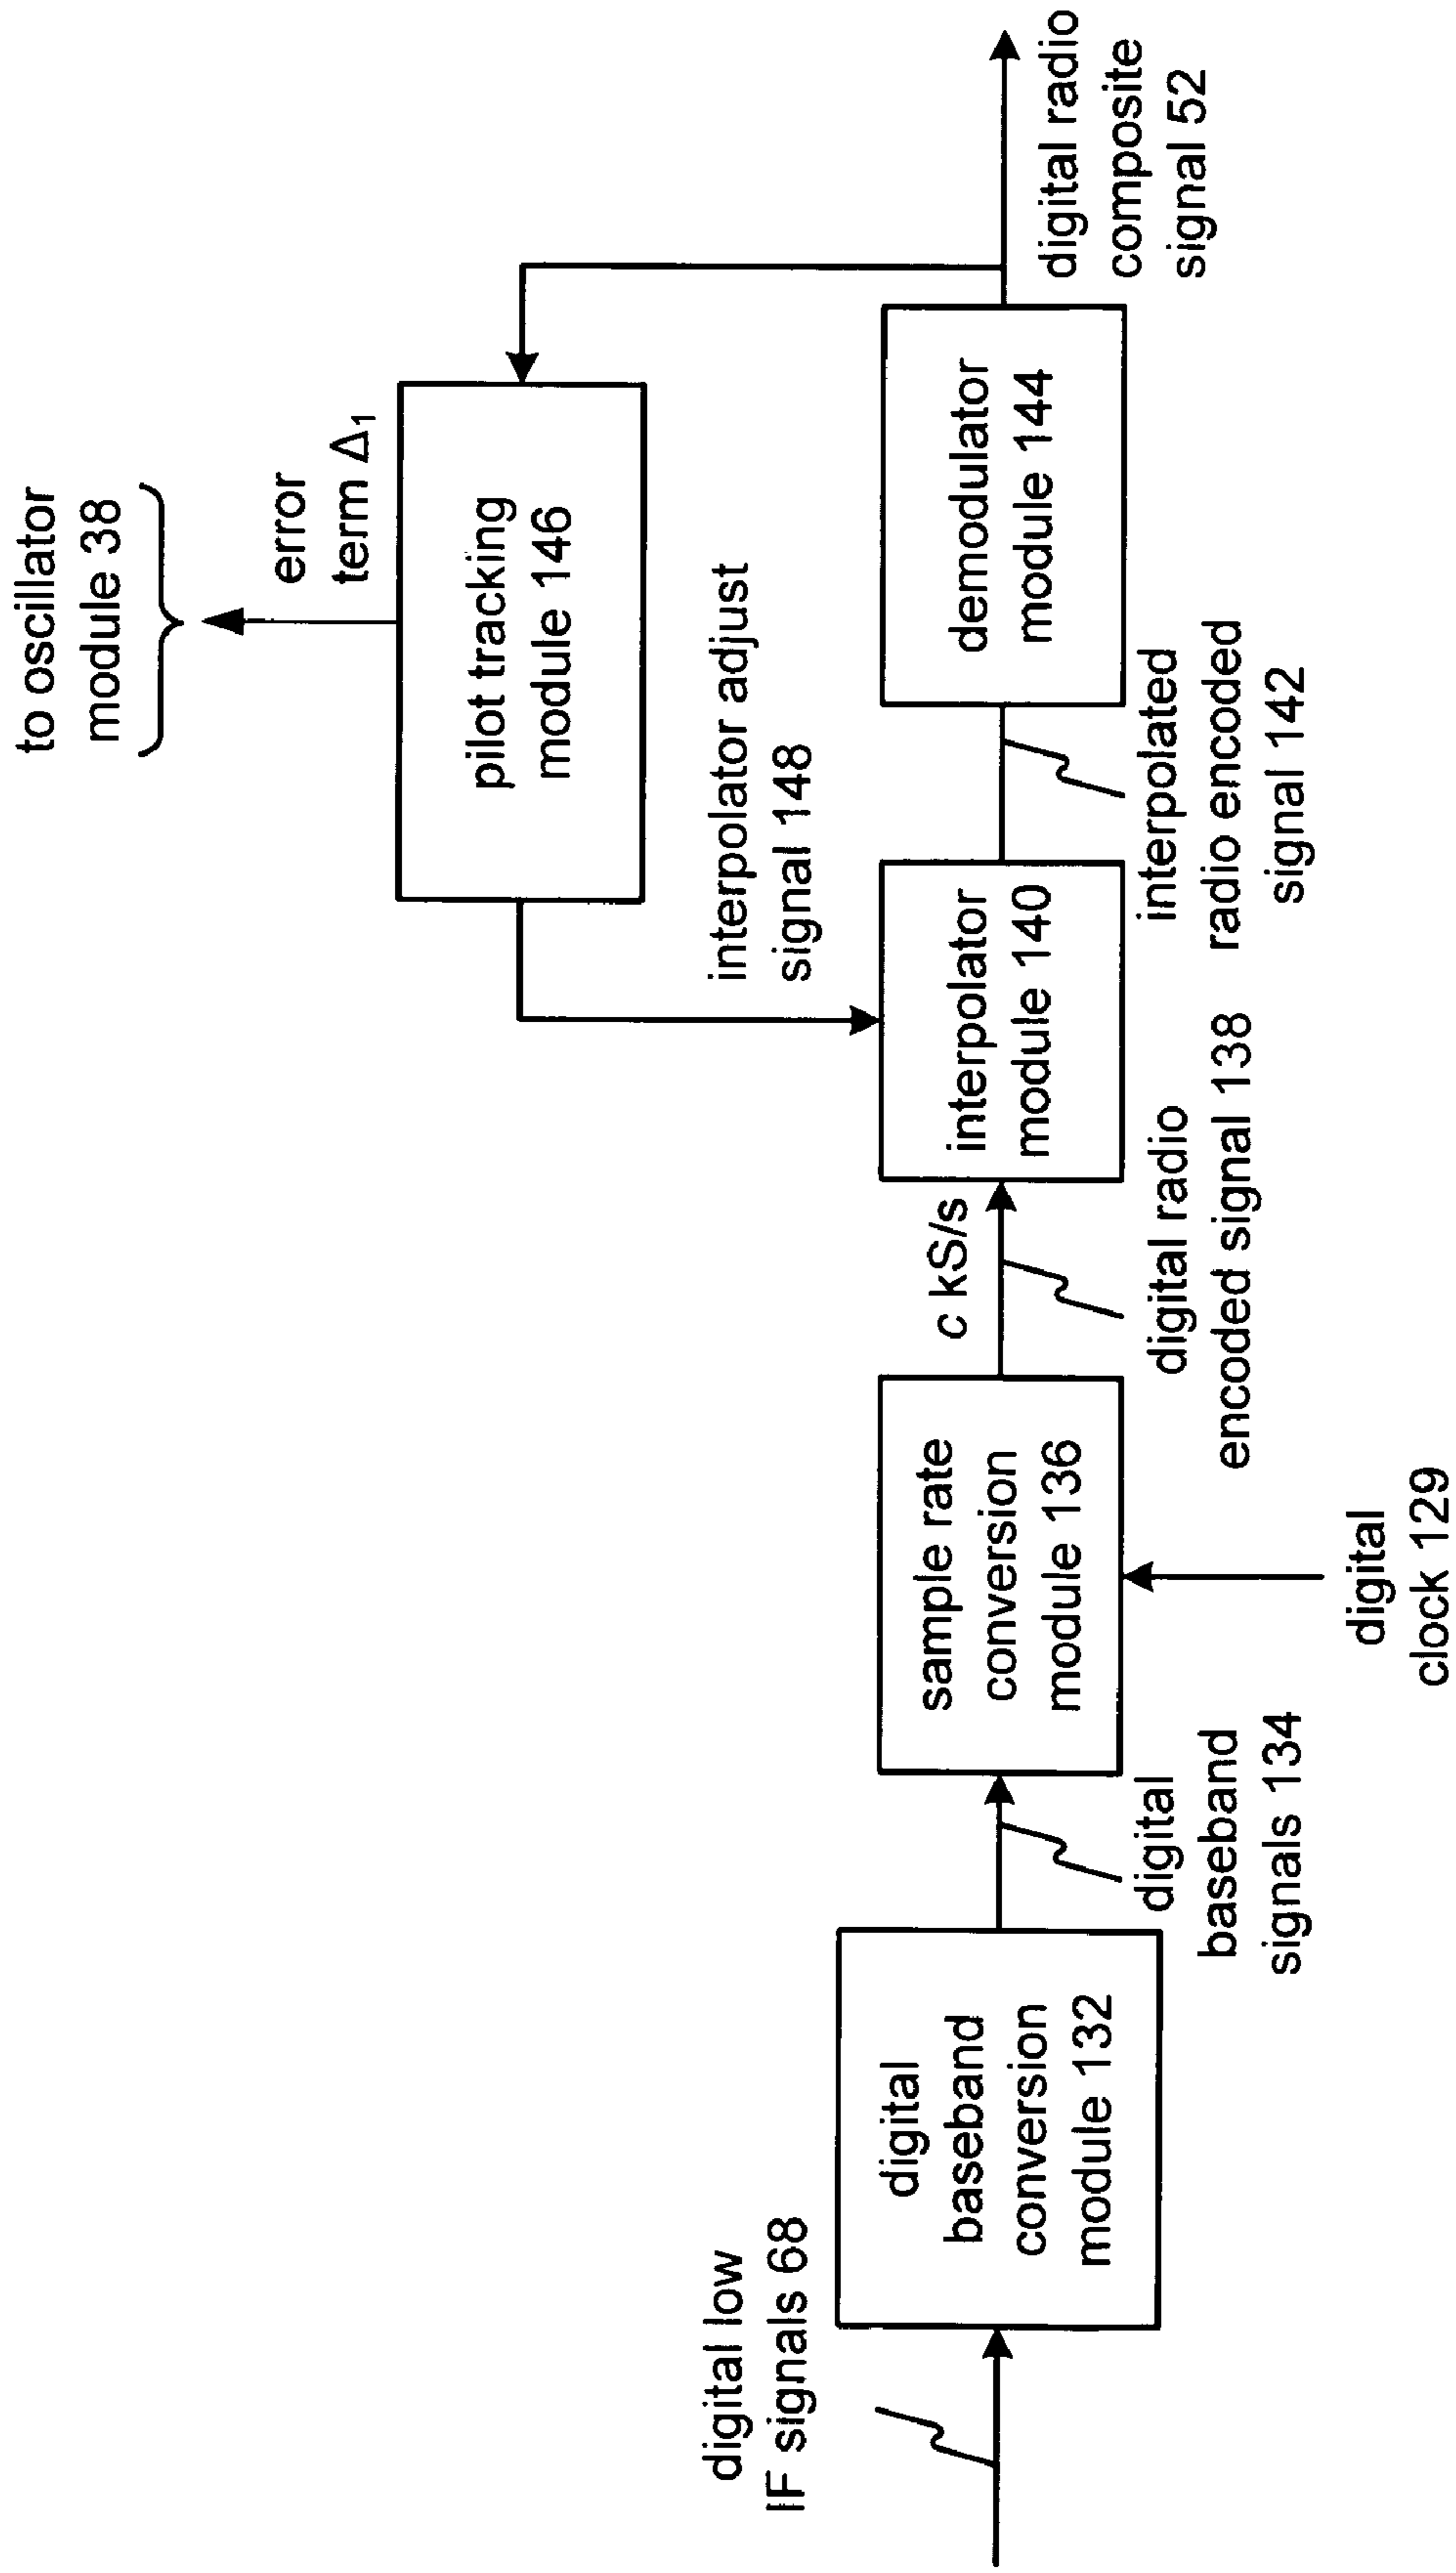 to oscillator
module 38
error
term Δ₁
pilot tracking
module 146
interpolator adjust
signal 148
digital low
IF signals 68
digital
baseband
conversion
module 132
digital
baseband
signals 134
sample rate
conversion
module 136
digital
clock 129
c kS/s
digital radio
encoded signal 138
interpolator
module 140
interpolated
radio encoded
signal 142
demodulator
module 144
digital radio
composite
signal 52